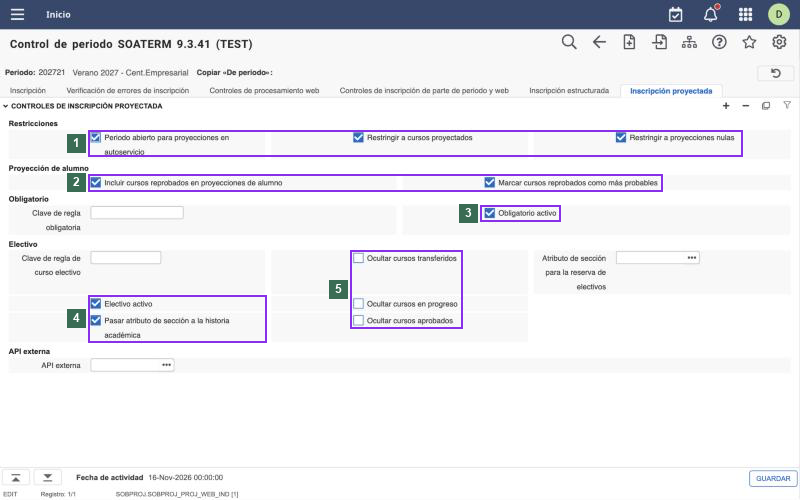 Inicio
D
Control de periodo SOATERM 9.3.41 (TEST)
Periodo: 202721 Verano 2027 - Cent.Empresarial Copiar «De periodo»:
Inscripción Verificación de errores de inscripción Controles de procesamiento web Controles de inscripción de parte de periodo y web Inscripción estructurada Inscripción proyectada
CONTROLES DE INSCRIPCIÓN PROYECTADA
Restricciones
1 Periodo abierto para proyecciones en Restringir a cursos proyectados Restringir a proyecciones nulas
autoservicio
Proyección de alumno
2 Incluir cursos reprobados en proyecciones de alumno Marcar cursos reprobados como más probables
Obligatorio
Clave de regla 3 Obligatorio activo
obligatoria
Electivo
Clave de regla de Ocultar cursos transferidos Atributo de sección
curso electivo para la reserva de
5 electivos
Electivo activo Ocultar cursos en progreso
4 Pasar atributo de sección a la historia Ocultar cursos aprobados
académica
API externa
API externa
Fecha de actividad 16-Nov-2026 00:00:00 GUARDAR
EDIT Registro: 1/1 SOBPROJ.SOBPROJ_PROJ_WEB_IND [1]